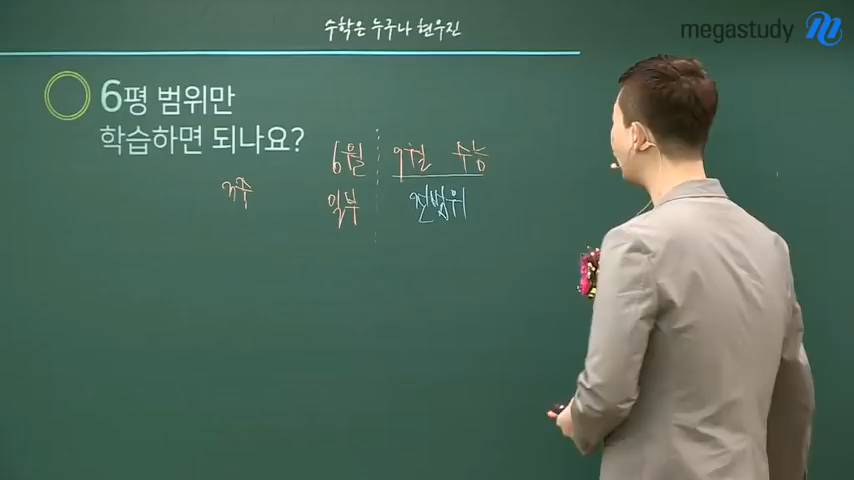 수학은 누구나 현우진
megastudy
6평 범위만
학습하면 되나요?
6월 9월 수능
일부 전범위